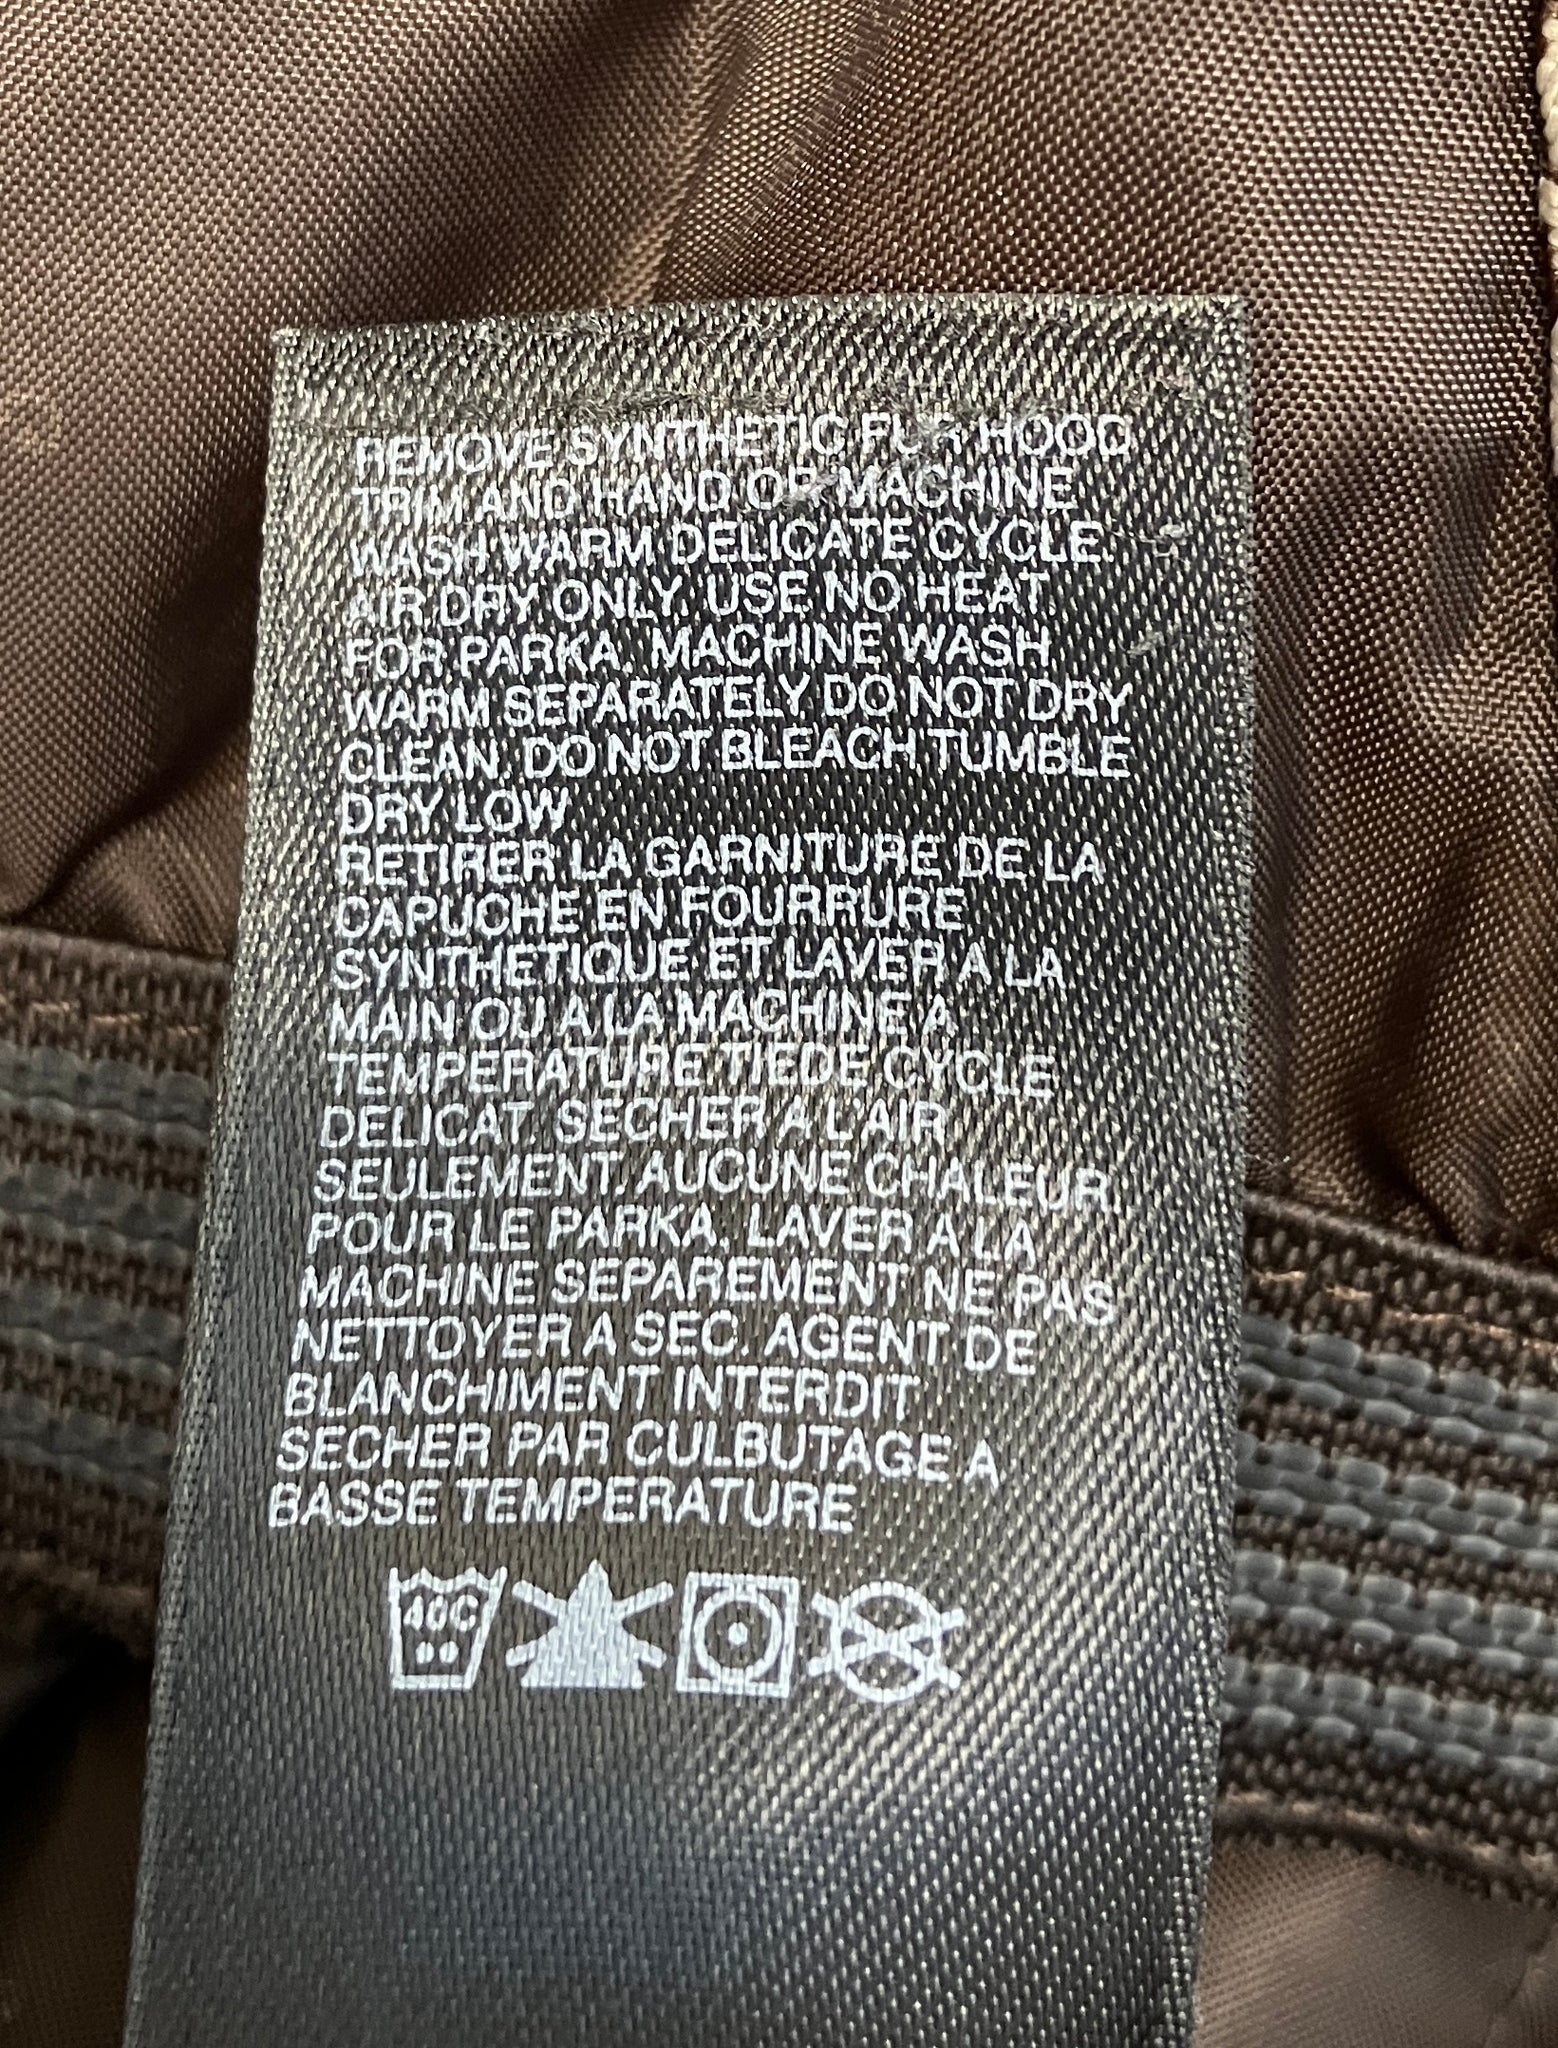 REMOVE SYNTHETIC FUR HOOD
TRIM AND HAND OR MACHINE
WASH WARM DELICATE CYCLE.
AIR DRY ONLY. USE NO HEAT.
FOR PARKA. MACHINE WASH
WARM SEPARATELY DO NOT DRY
CLEAN. DO NOT BLEACH TUMBLE
DRY LOW
RETIRER LA GARNITURE DE LA
CAPUCHE EN FOURRURE
SYNTHETIQUE ET LAVER A LA
MAIN OU A LA MACHINE A
TEMPERATURE TIEDE CYCLE
DELICAT. SECHER A L'AIR
SEULEMENT. AUCUNE CHALEUR.
POUR LE PARKA. LAVER A LA
MACHINE SEPAREMENT NE PAS
NETTOYER A SEC. AGENT DE
BLANCHIMENT INTERDIT
SECHER PAR CULBUTAGE A
BASSE TEMPERATURE
40C